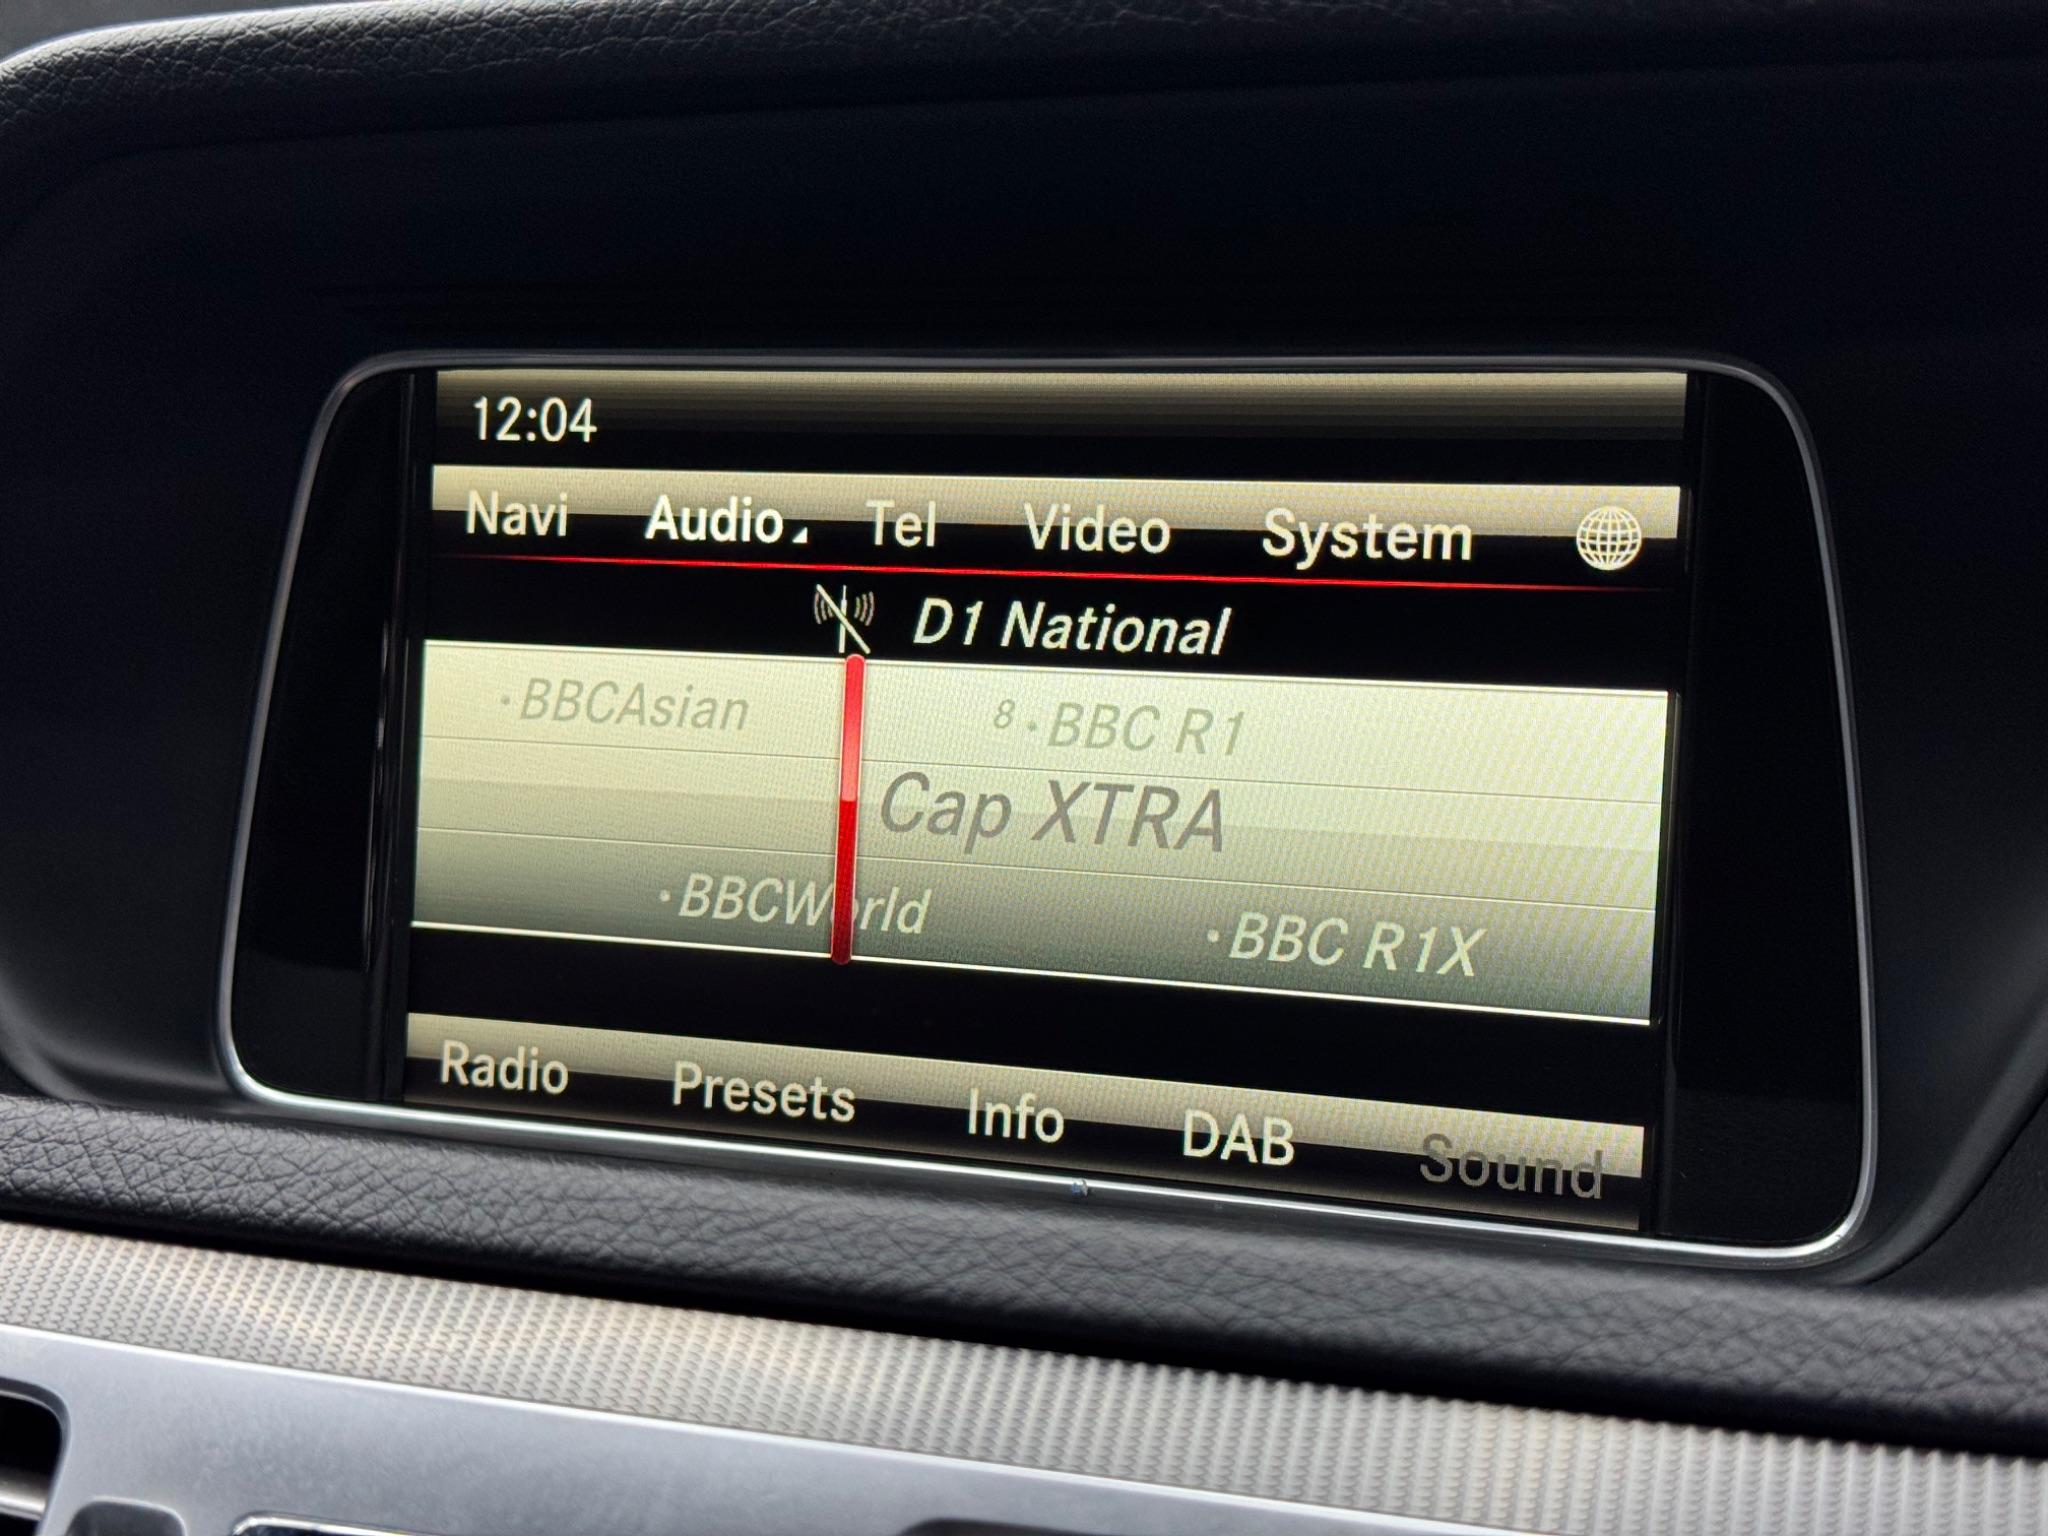 12:04
Navi Audio Tel Video System
D1 National
·BBCAsian 8 ·BBC R1
Cap XTRA
·BBCWorld ·BBC R1X
Radio Presets Info DAB Sound